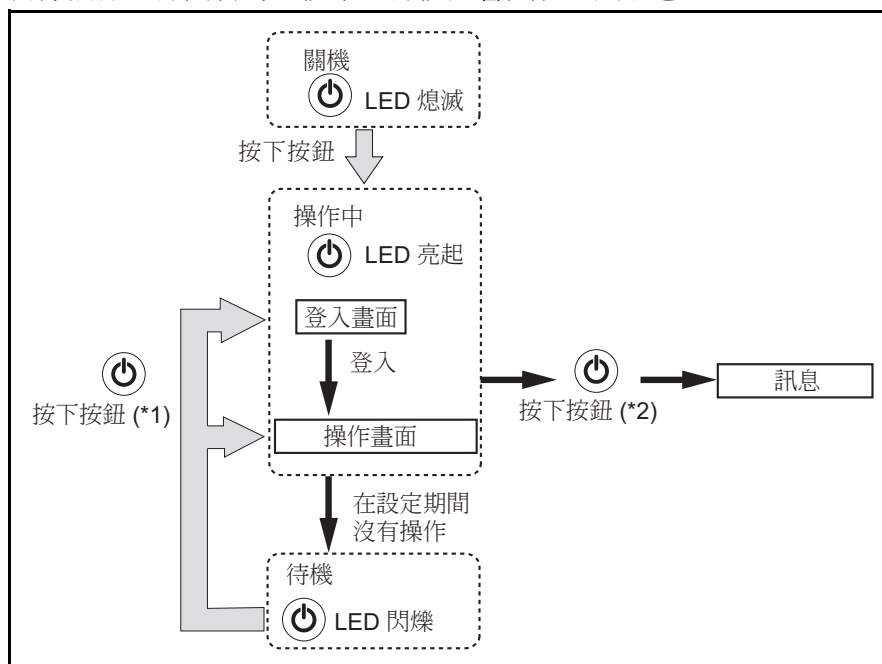 關機
LED 熄滅
按下按鈕
操作中
LED 亮起
登入畫面
登入
按下按鈕 (*1)
操作畫面
按下按鈕 (*2)
訊息
在設定期間
沒有操作
待機
LED 閃爍